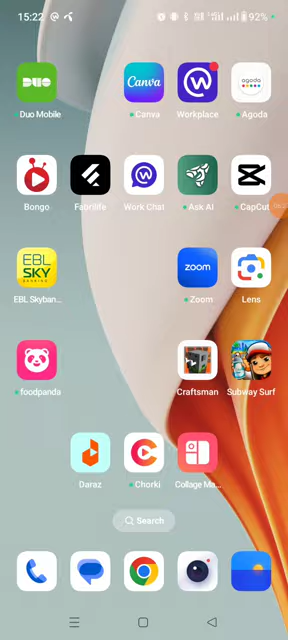 15:22 92%
DUO Canva agoda
Duo Mobile Canva Workplace Agoda
Bongo Fabrilife Work Chat Ask AI CapCut
EBL SKY BANKING zoom
EBL Skyban... Zoom Lens
foodpanda Craftsman Subway Surf
Daraz Chorki Collage Ma...
Search